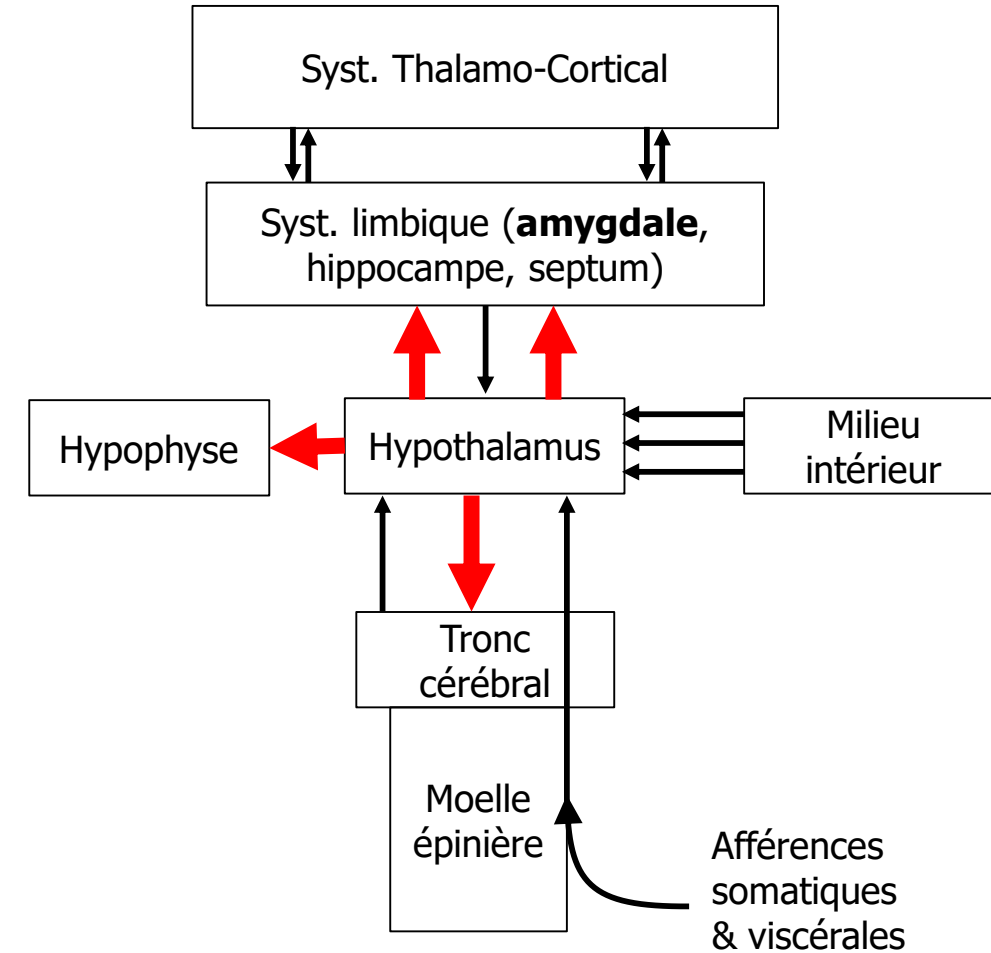 Syst. Thalamo-Cortical
Syst. limbique (amygdale,
hippocampe, septum)
Hypophyse
Hypothalamus
Milieu
intérieur
Tronc
cérébral
Moelle
épinière
Afférences
somatiques
& viscérales